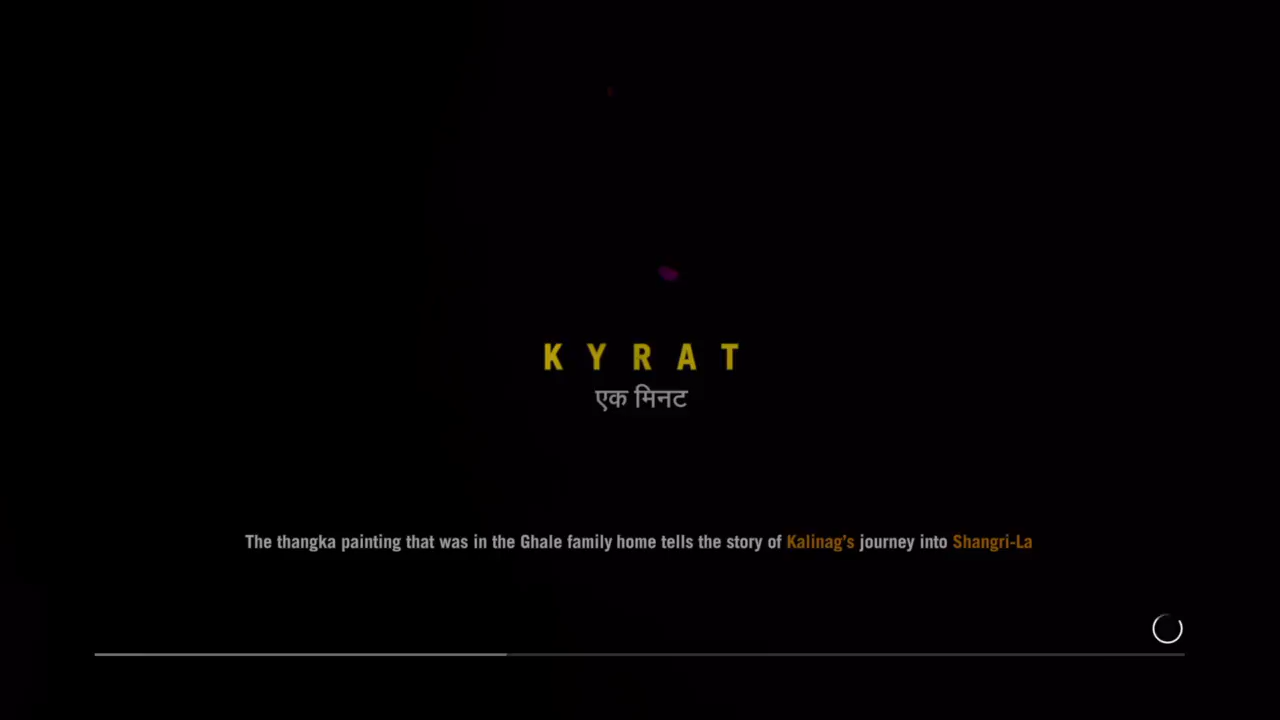 KYRAT
एक मिनट
The thangka painting that was in the Ghale family home tells the story of Kalinag's journey into Shangri-La